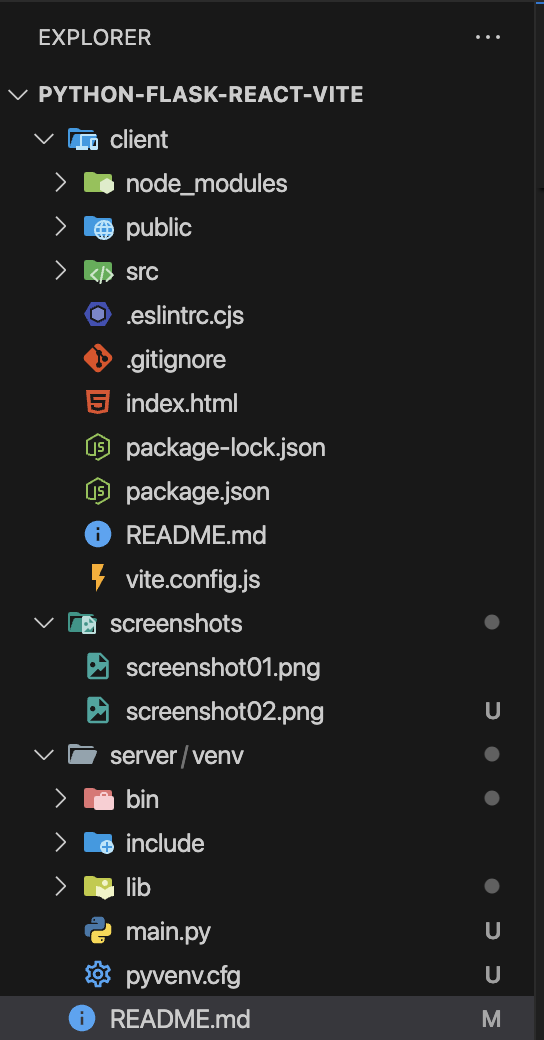 EXPLORER
PYTHON-FLASK-REACT-VITE
client
node_modules
public
src
.eslintrc.cjs
.gitignore
index.html
package-lock.json
package.json
README.md
vite.config.js
screenshots
screenshot01.png
screenshot02.png U
server/venv
bin
include
lib
main.py U
pyvenv.cfg U
README.md M